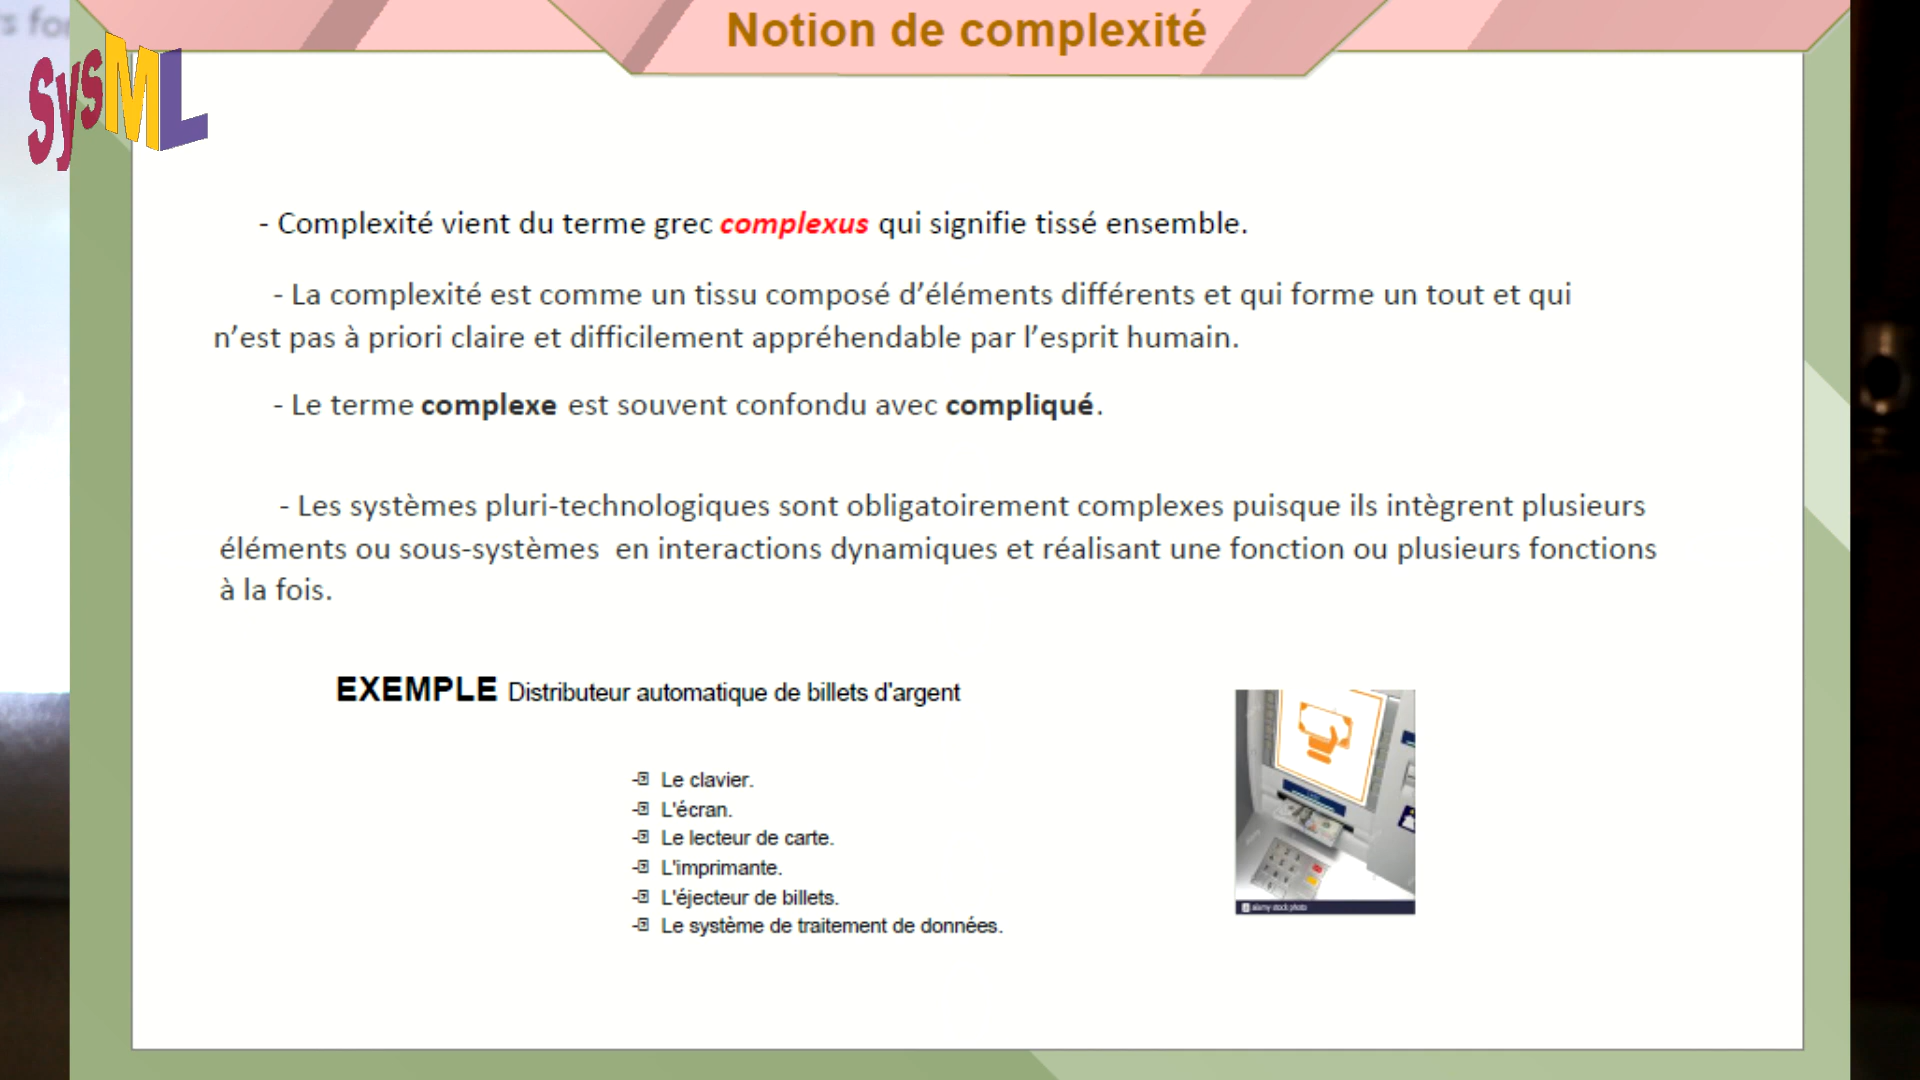 Notion de complexité
SysML
- Complexité vient du terme grec complexus qui signifie tissé ensemble.
- La complexité est comme un tissu composé d’éléments différents et qui forme un tout et qui
n’est pas à priori claire et difficilement appréhendable par l’esprit humain.
- Le terme complexe est souvent confondu avec compliqué.
- Les systèmes pluri-technologiques sont obligatoirement complexes puisque ils intègrent plusieurs
éléments ou sous-systèmes en interactions dynamiques et réalisant une fonction ou plusieurs fonctions
à la fois.
EXEMPLE Distributeur automatique de billets d'argent
- Le clavier.
- L'écran.
- Le lecteur de carte.
- L'imprimante.
- L'éjecteur de billets.
- Le système de traitement de données.
alamy stock photo